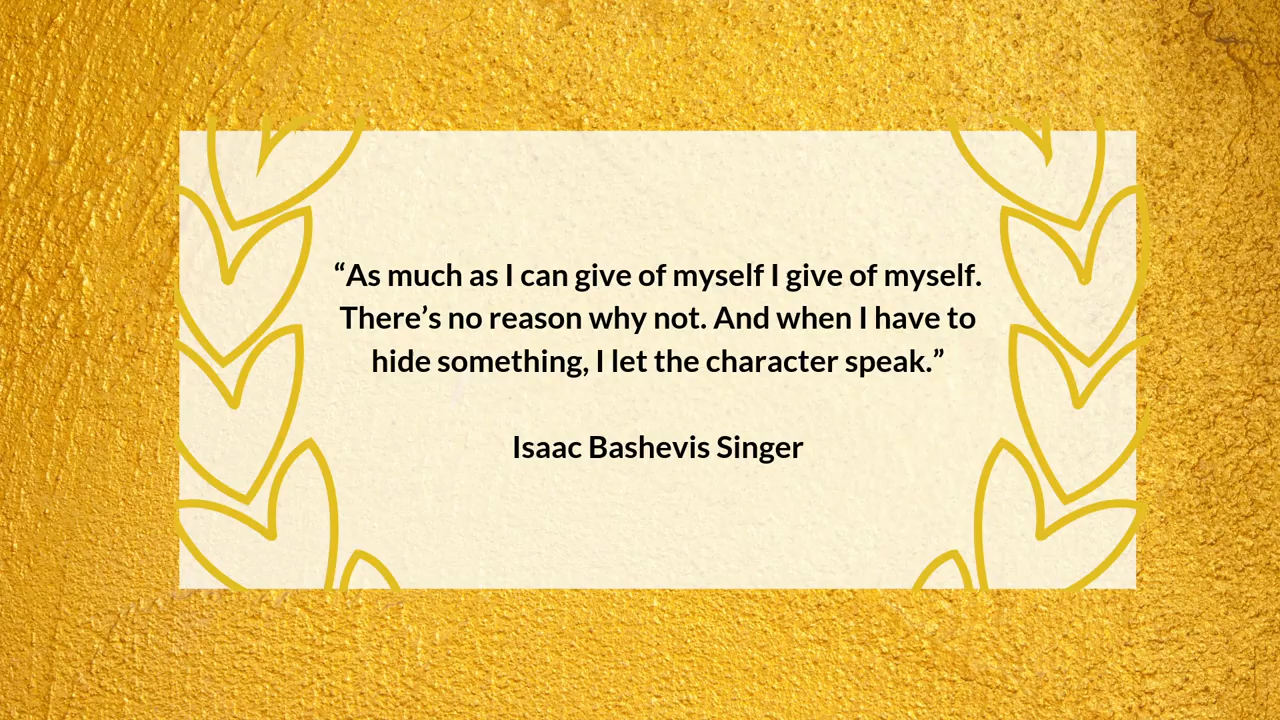 “As much as I can give of myself I give of myself.
There’s no reason why not. And when I have to
hide something, I let the character speak.”
Isaac Bashevis Singer